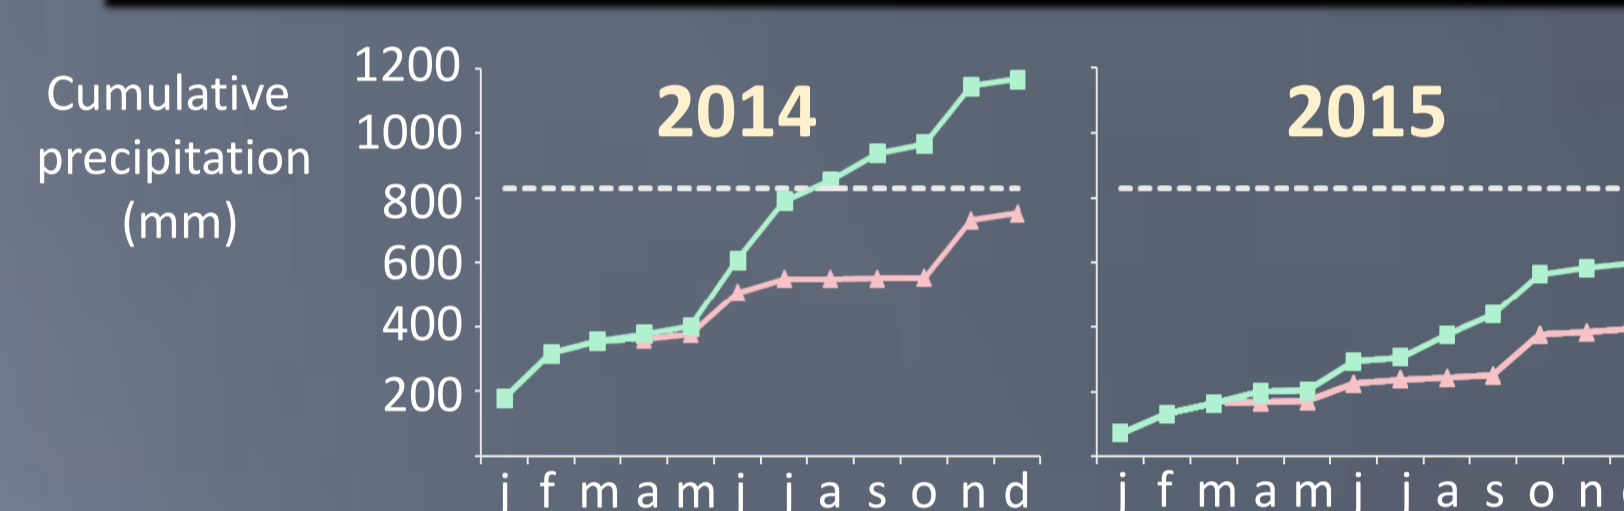 Cumulative
precipitation
(mm)
1200
1000
800
600
400
200
2014
j f m a m j j a s o n d
2015
j f m a m j j a s o n